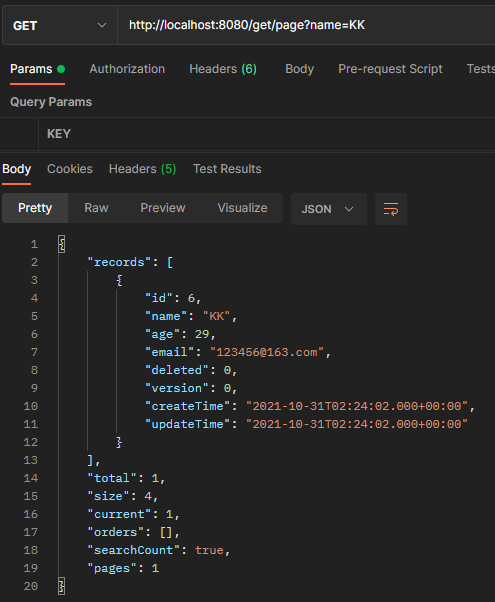 GET http://localhost:8080/get/page?name=KK
Params Authorization Headers (6) Body Pre-request Script Tests
Query Params
KEY
Body Cookies Headers (5) Test Results
Pretty Raw Preview Visualize JSON
1 {
2 "records": [
3 {
4 "id": 6,
5 "name": "KK",
6 "age": 29,
7 "email": "123456@163.com",
8 "deleted": 0,
9 "version": 0,
10 "createTime": "2021-10-31T02:24:02.000+00:00",
11 "updateTime": "2021-10-31T02:24:02.000+00:00"
12 }
13 ],
14 "total": 1,
15 "size": 4,
16 "current": 1,
17 "orders": [],
18 "searchCount": true,
19 "pages": 1
20 }